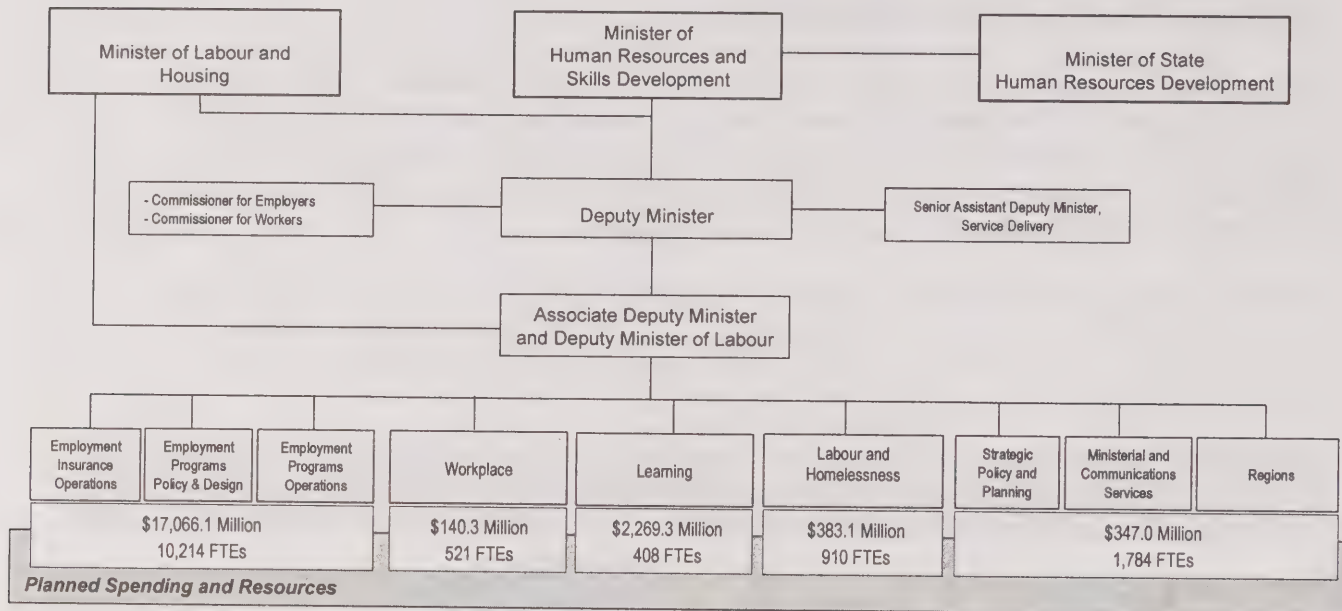 Minister of Labour and
Housing
Minister of
Human Resources and
Skills Development
Minister of State
Human Resources Development
- Commissioner for Employers
- Commissioner for Workers
Deputy Minister
Senior Assistant Deputy Minister,
Service Delivery
Associate Deputy Minister
and Deputy Minister of Labour
Employment
Insurance
Operations
Employment
Programs
Policy & Design
Employment
Programs
Operations
Workplace
Learning
Labour and
Homelessness
Strategic
Policy and
Planning
Ministerial and
Communications
Services
Regions
$17,066.1 Million
10,214 FTEs
$140.3 Million
521 FTEs
$2,269.3 Million
408 FTEs
$383.1 Million
910 FTEs
$347.0 Million
1,784 FTEs
Planned Spending and Resources